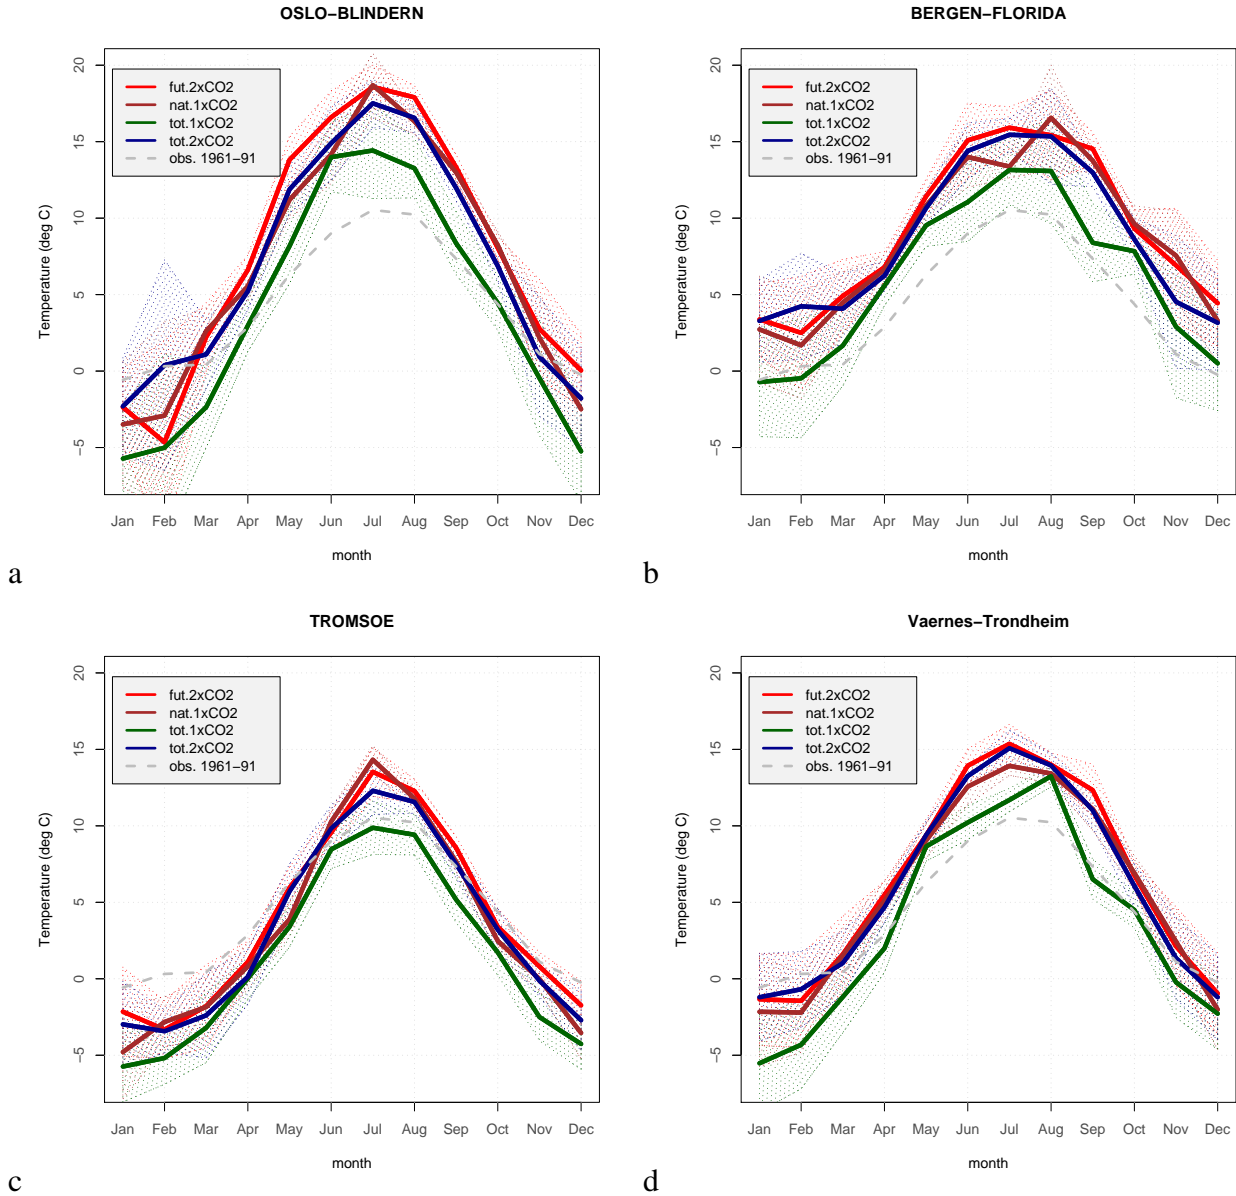 OSLO−BLINDERN
20
15
10
5
0
−5
Temperature (deg C)
fut.2xCO2
nat.1xCO2
tot.1xCO2
tot.2xCO2
obs. 1961−91
Jan Feb Mar Apr May Jun Jul Aug Sep Oct Nov Dec
month
a
BERGEN−FLORIDA
20
15
10
5
0
−5
Temperature (deg C)
fut.2xCO2
nat.1xCO2
tot.1xCO2
tot.2xCO2
obs. 1961−91
Jan Feb Mar Apr May Jun Jul Aug Sep Oct Nov Dec
month
b
TROMSOE
20
15
10
5
0
−5
Temperature (deg C)
fut.2xCO2
nat.1xCO2
tot.1xCO2
tot.2xCO2
obs. 1961−91
Jan Feb Mar Apr May Jun Jul Aug Sep Oct Nov Dec
month
c
Vaernes−Trondheim
20
15
10
5
0
−5
Temperature (deg C)
fut.2xCO2
nat.1xCO2
tot.1xCO2
tot.2xCO2
obs. 1961−91
Jan Feb Mar Apr May Jun Jul Aug Sep Oct Nov Dec
month
d